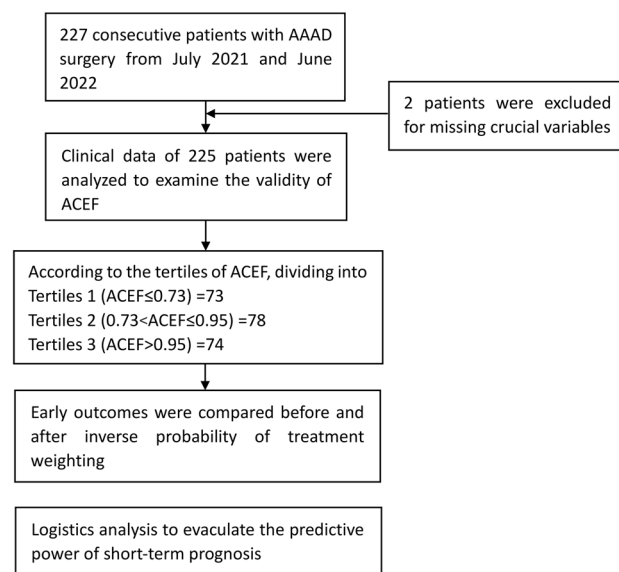 227 consecutive patients with AAAD
surgery from July 2021 and June
2022
2 patients were excluded
for missing crucial variables
Clinical data of 225 patients were
analyzed to examine the validity of
ACEF
According to the tertiles of ACEF, dividing into
Tertiles 1 (ACEF≤0.73) =73
Tertiles 2 (0.73<ACEF≤0.95) =78
Tertiles 3 (ACEF>0.95) =74
Early outcomes were compared before and
after inverse probability of treatment
weighting
Logistics analysis to evaculate the predictive
power of short-term prognosis